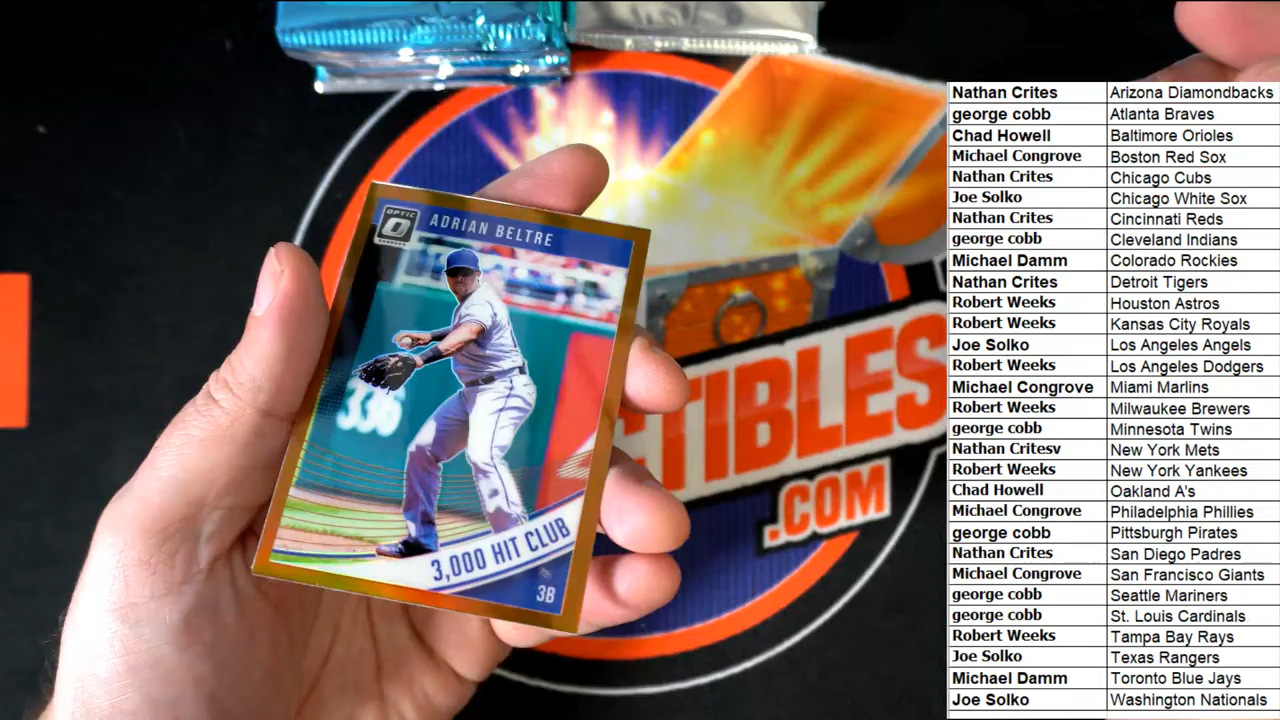 OPTIC
ADRIAN BELTRE
336
3,000 HIT CLUB
3B
CTIBLES
.COM
Nathan Crites Arizona Diamondbacks
george cobb Atlanta Braves
Chad Howell Baltimore Orioles
Michael Congrove Boston Red Sox
Nathan Crites Chicago Cubs
Joe Solko Chicago White Sox
Nathan Crites Cincinnati Reds
george cobb Cleveland Indians
Michael Damm Colorado Rockies
Nathan Crites Detroit Tigers
Robert Weeks Houston Astros
Robert Weeks Kansas City Royals
Joe Solko Los Angeles Angels
Robert Weeks Los Angeles Dodgers
Michael Congrove Miami Marlins
Robert Weeks Milwaukee Brewers
george cobb Minnesota Twins
Nathan Critesv New York Mets
Robert Weeks New York Yankees
Chad Howell Oakland A's
Michael Congrove Philadelphia Phillies
george cobb Pittsburgh Pirates
Nathan Crites San Diego Padres
Michael Congrove San Francisco Giants
george cobb Seattle Mariners
george cobb St. Louis Cardinals
Robert Weeks Tampa Bay Rays
Joe Solko Texas Rangers
Michael Damm Toronto Blue Jays
Joe Solko Washington Nationals